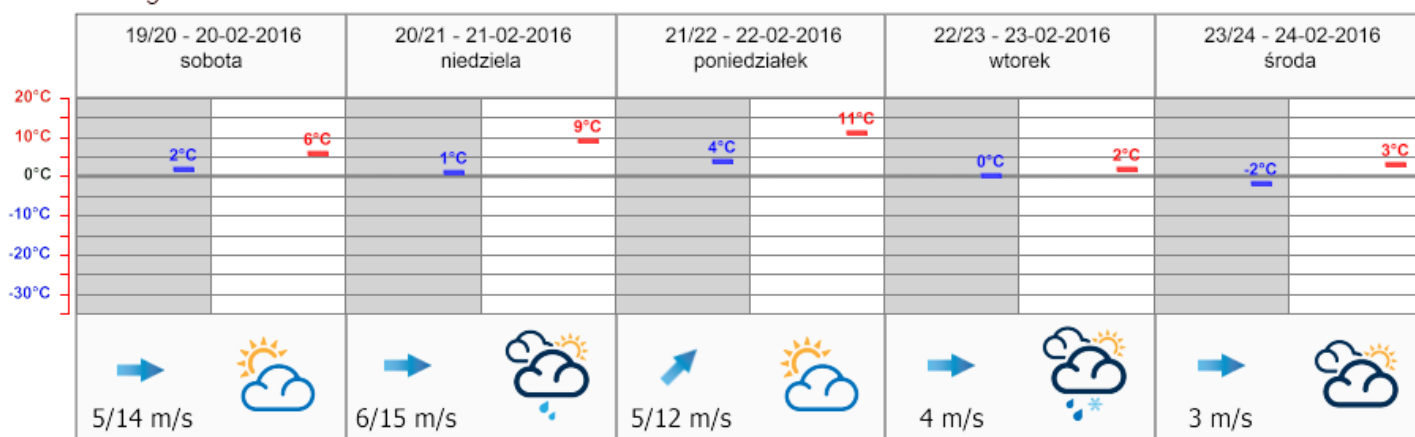 19/20 - 20-02-2016
sobota
20/21 - 21-02-2016
niedziela
21/22 - 22-02-2016
poniedziałek
22/23 - 23-02-2016
wtorek
23/24 - 24-02-2016
środa
20°C
10°C
0°C
-10°C
-20°C
-30°C
2°C
6°C
1°C
9°C
4°C
11°C
0°C
2°C
-2°C
3°C
5/14 m/s
6/15 m/s
5/12 m/s
4 m/s
3 m/s